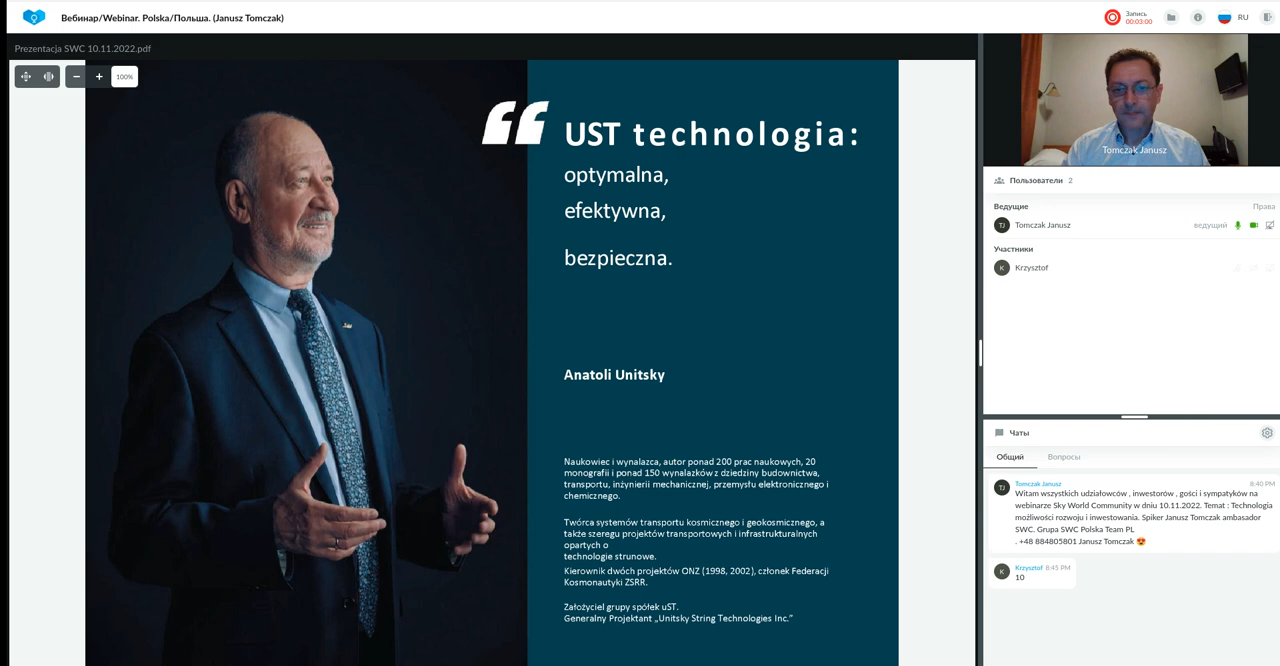 Вебинар/Webinar. Polska/Польша. (Janusz Tomczak)
Запись
00:03:00
RU
Prezentacja SWC 10.11.2022.pdf
100%
“ UST technologia:
optymalna,
efektywna,
bezpieczna.
Anatoli Unitsky
Naukowiec i wynalazca, autor ponad 200 prac naukowych, 20
monografii i ponad 150 wynalazków z dziedziny budownictwa,
transportu, inżynierii mechanicznej, przemysłu elektronicznego i
chemicznego.
Twórca systemów transportu kosmicznego i geokosmicznego, a
także szeregu projektów transportowych i infrastrukturalnych
opartych o
technologie strunowe.
Kierownik dwóch projektów ONZ (1998, 2002), członek Federacji
Kosmonautyki ZSRR.
Założyciel grupy spółek uST.
Generalny Projektant „Unitsky String Technologies Inc.”
Tomczak Janusz
Пользователи 2
Ведущие Права
TJ Tomczak Janusz ведущий
Участники
K Krzysztof
Чаты
Общий Вопросы
TJ Tomczak Janusz 8:40 PM
Witam wszystkich udziałowców , inwestorów , gości i sympatyków na
webinarze Sky World Community w dniu 10.11.2022. Temat : Technologia
możliwości rozwoju i inwestowania. Spiker Janusz Tomczak ambasador
SWC. Grupa SWC Polska Team PL
. +48 884805801 Janusz Tomczak 😍
K Krzysztof 8:45 PM
10